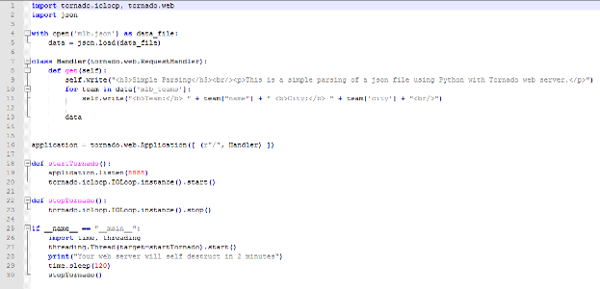 1 import tornado.ioloop, tornado.web
2 import json
3
4 with open('mlb.json') as data_file:
5 data = json.load(data_file)
6
7 class Handler(tornado.web.RequestHandler):
8 def get(self):
9 self.write("<h3>Simple Parsing</h3><br/><p>This is a simple parsing of a json file using Python with Tornado web server.</p>")
10 for team in data['mlb_teams']:
11 self.write("<b>Team:</b> " + team["name"] + " <b>City:</b> " + team['city'] + "<br/>")
12
13 data
14
15
16 application = tornado.web.Application([ (r"/", Handler) ])
17
18 def startTornado():
19 application.listen(8888)
20 tornado.ioloop.IOLoop.instance().start()
21
22 def stopTornado():
23 tornado.ioloop.IOLoop.instance().stop()
24
25 if __name__ == "__main__":
26 import time, threading
27 threading.Thread(target=startTornado).start()
28 print("Your web server will self destruct in 2 minutes")
29 time.sleep(120)
30 stopTornado()